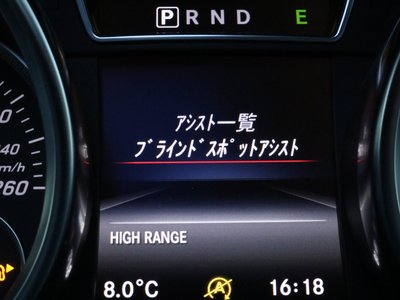 P R N D E
アシスト一覧
ブラインドスポットアシスト
HIGH RANGE
8.0°C A 16:18
260